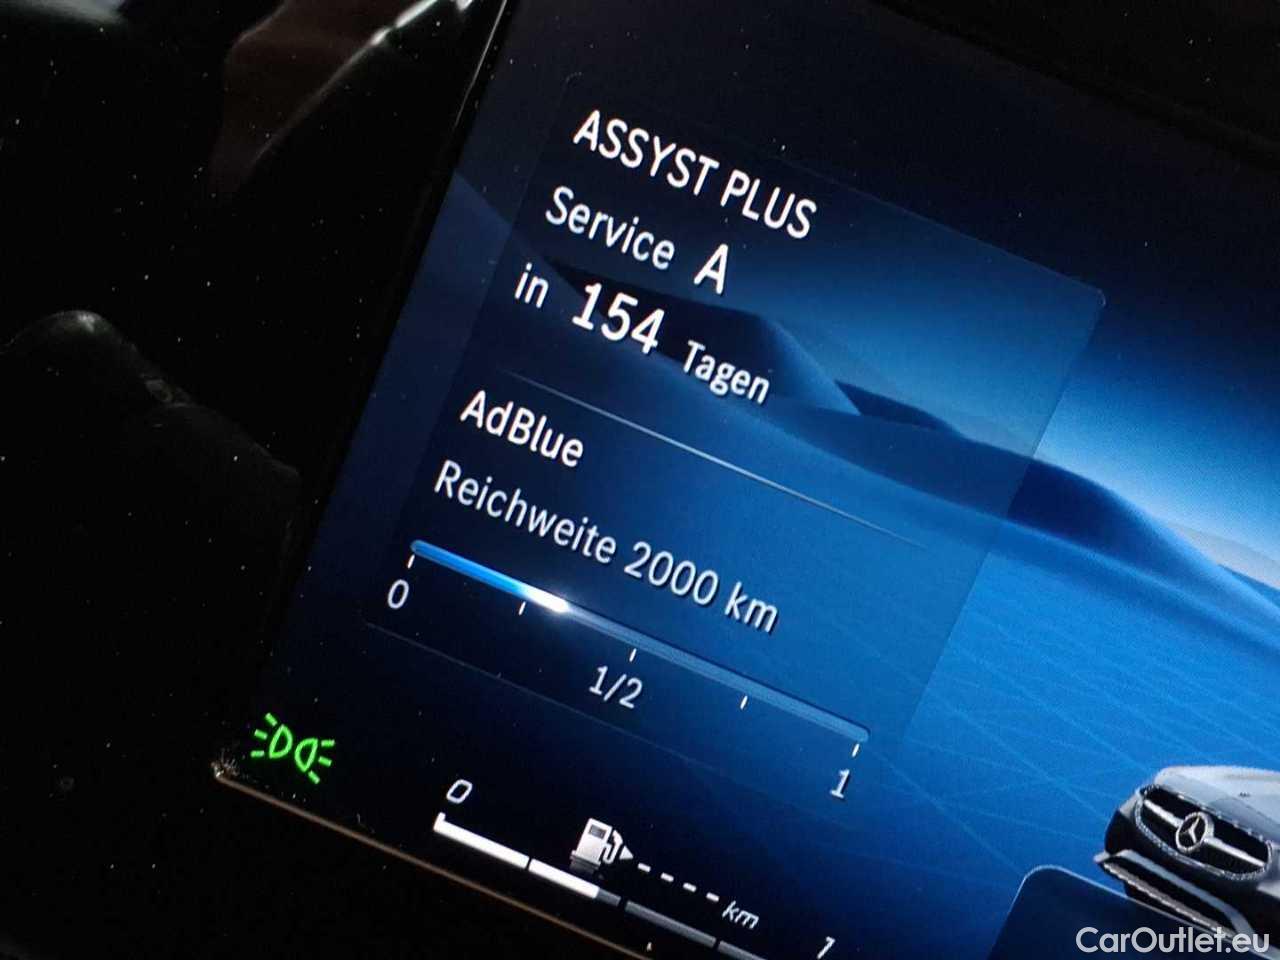 ASSYST PLUS
Service A
in 154 Tagen
AdBlue
Reichweite 2000 km
0
1/2
1
0
---- km
1
CarOutlet.eu